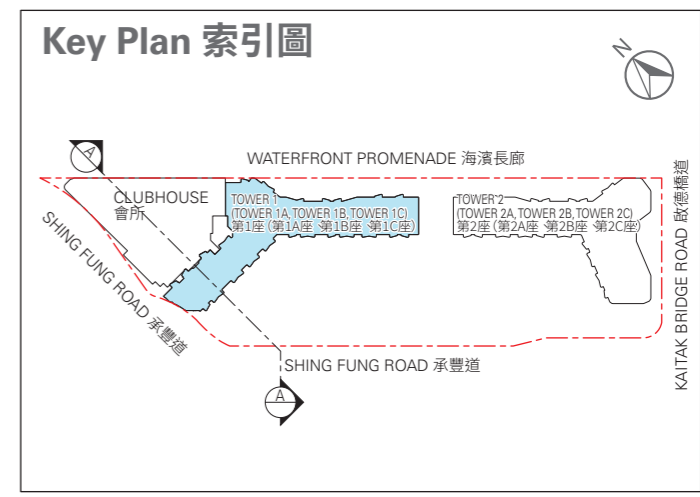 Key Plan 索引圖
N
A
WATERFRONT PROMENADE 海濱長廊
CLUBHOUSE
會所
TOWER 1
(TOWER 1A, TOWER 1B, TOWER 1C)
第1座 (第1A座、第1B座、第1C座)
TOWER 2
(TOWER 2A, TOWER 2B, TOWER 2C)
第2座 (第2A座、第2B座、第2C座)
KAITAK BRIDGE ROAD 啟德橋道
SHING FUNG ROAD 承豐道
SHING FUNG ROAD 承豐道
A